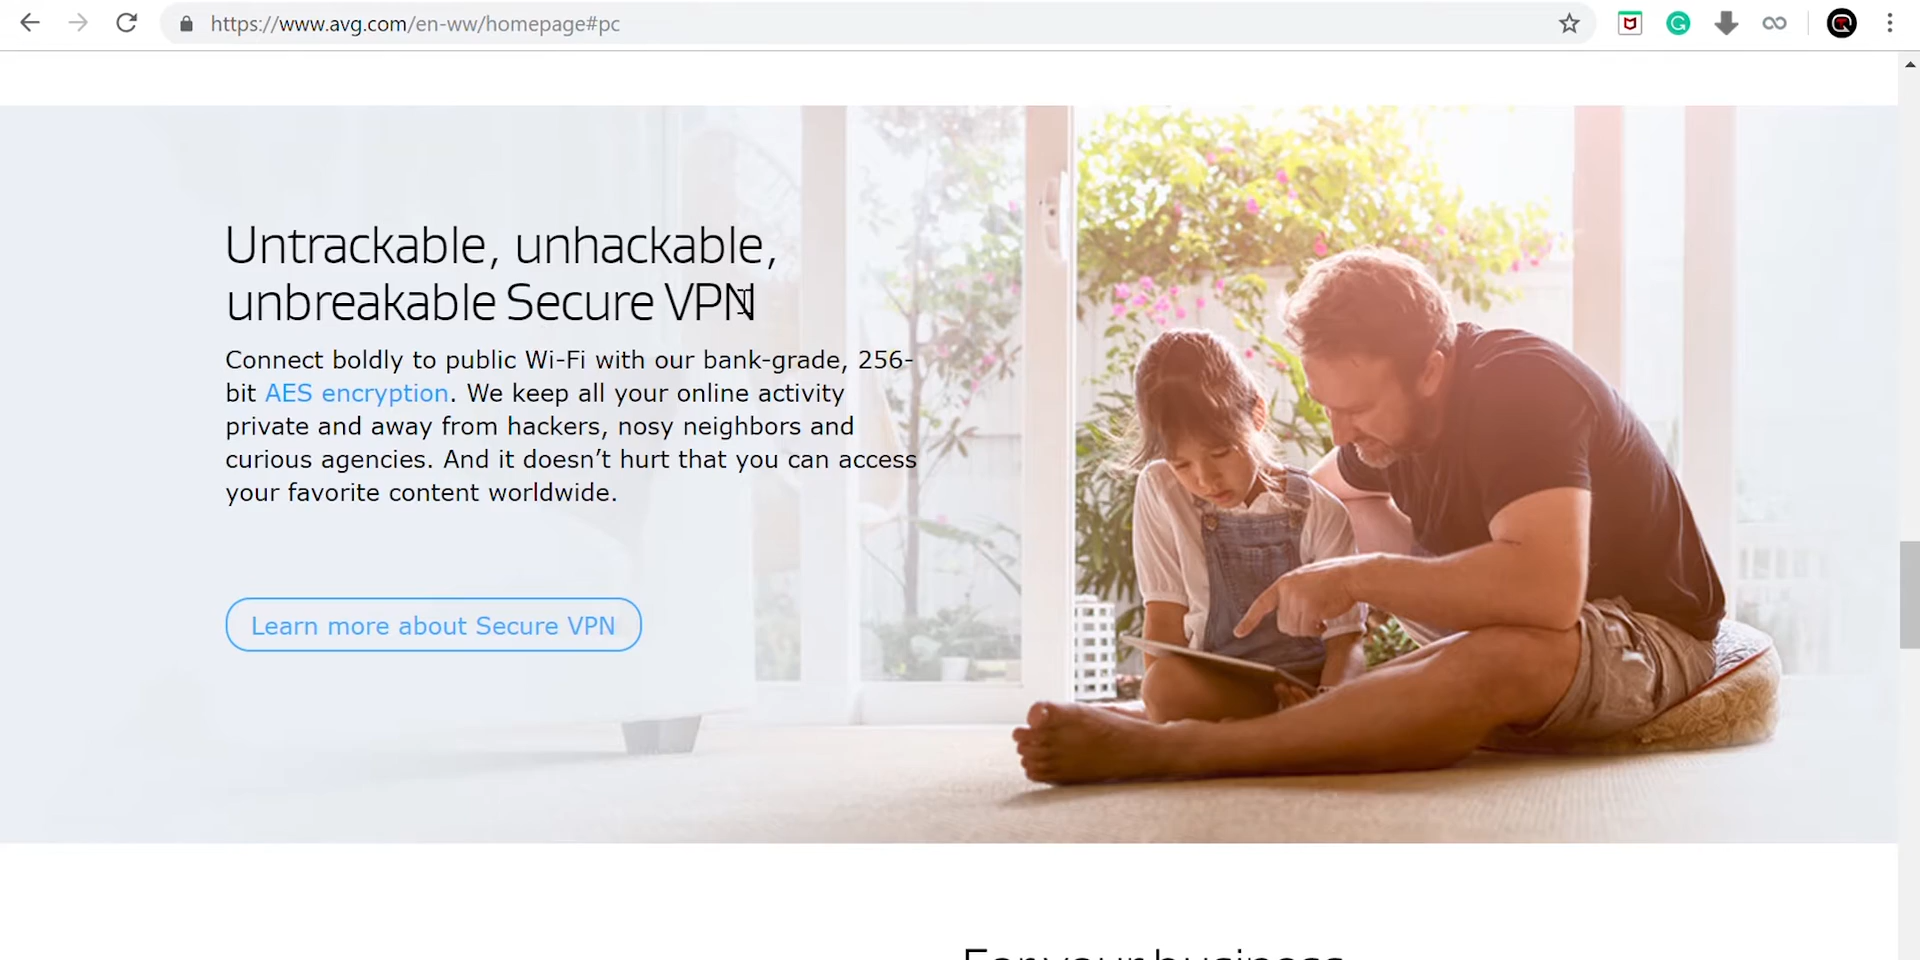 https://www.avg.com/en-ww/homepage#pc
Untrackable, unhackable,
unbreakable Secure VPN
Connect boldly to public Wi-Fi with our bank-grade, 256-
bit AES encryption. We keep all your online activity
private and away from hackers, nosy neighbors and
curious agencies. And it doesn’t hurt that you can access
your favorite content worldwide.
Learn more about Secure VPN
For your business